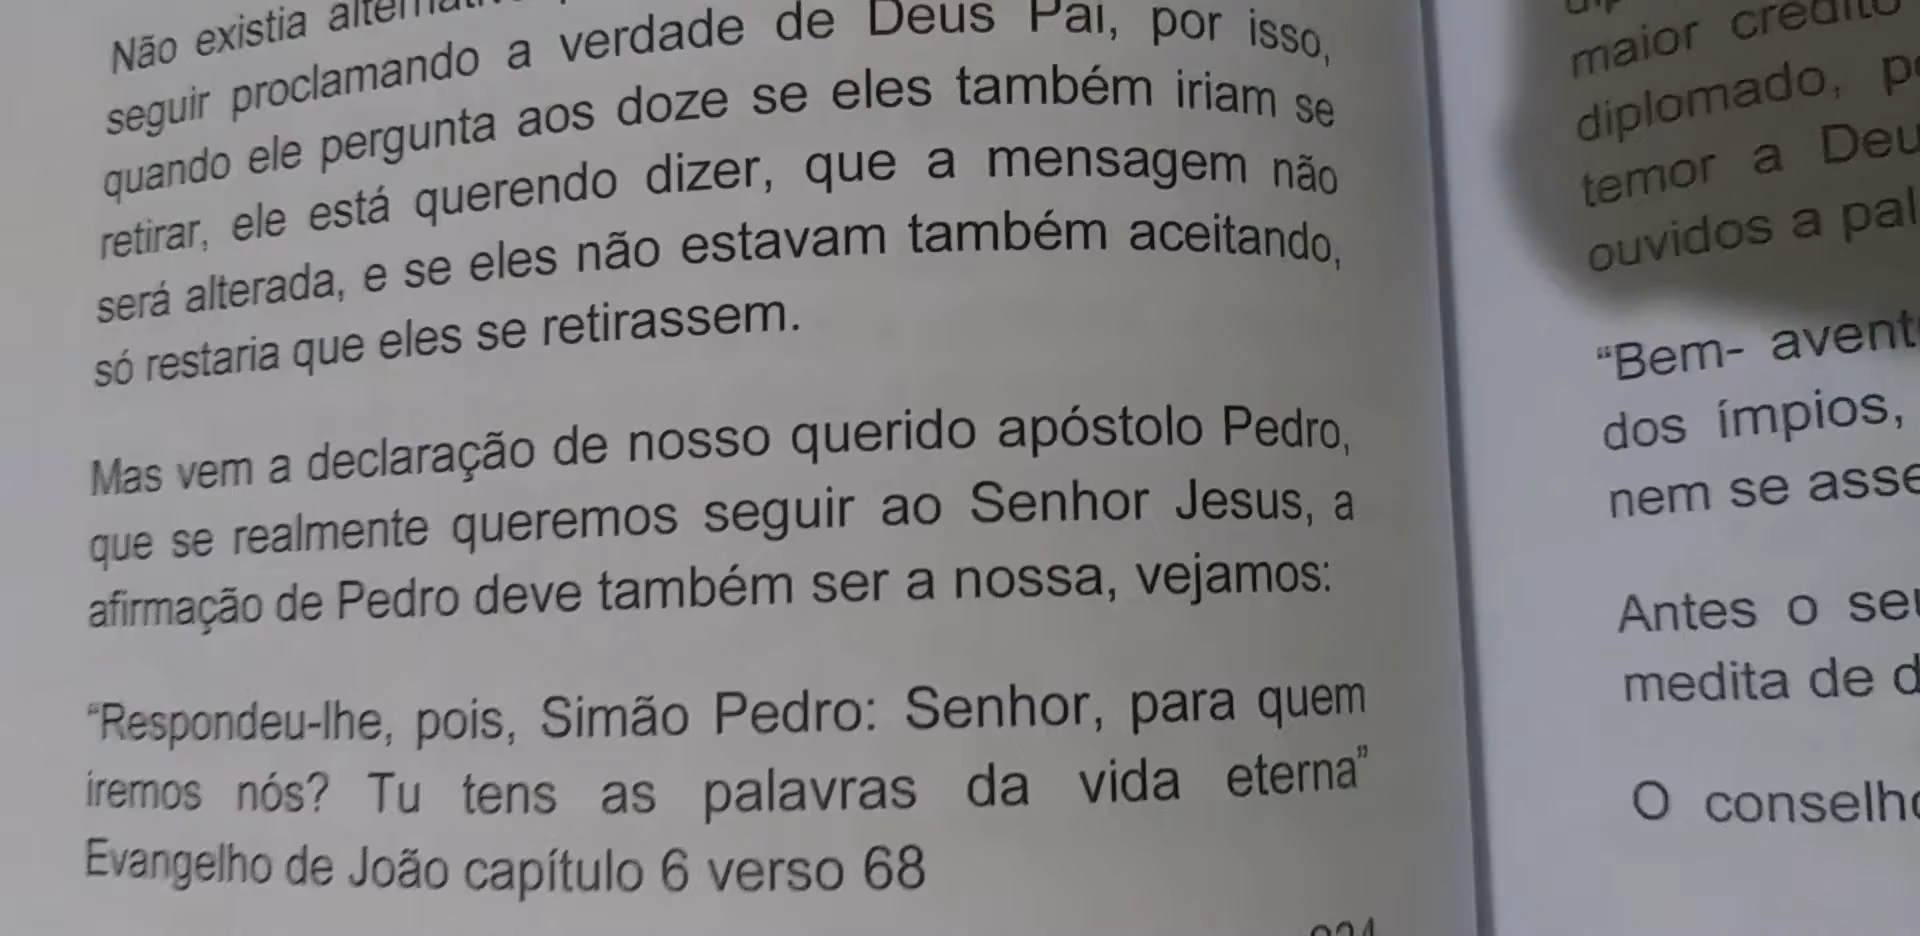 Não existia
seguir proclamando a verdade de Deus Pai, por isso,
quando ele pergunta aos doze se eles também iriam se
retirar, ele está querendo dizer, que a mensagem não
será alterada, e se eles não estavam também aceitando,
só restaria que eles se retirassem.
Mas vem a declaração de nosso querido apóstolo Pedro,
que se realmente queremos seguir ao Senhor Jesus, a
afirmação de Pedro deve também ser a nossa, vejamos:
“Respondeu-lhe, pois, Simão Pedro: Senhor, para quem
iremos nós? Tu tens as palavras da vida eterna”
Evangelho de João capítulo 6 verso 68
maior
diplomado,
temor a
ouvidos a
“Bem-
dos ímpios,
nem se
Antes o
medita de
O